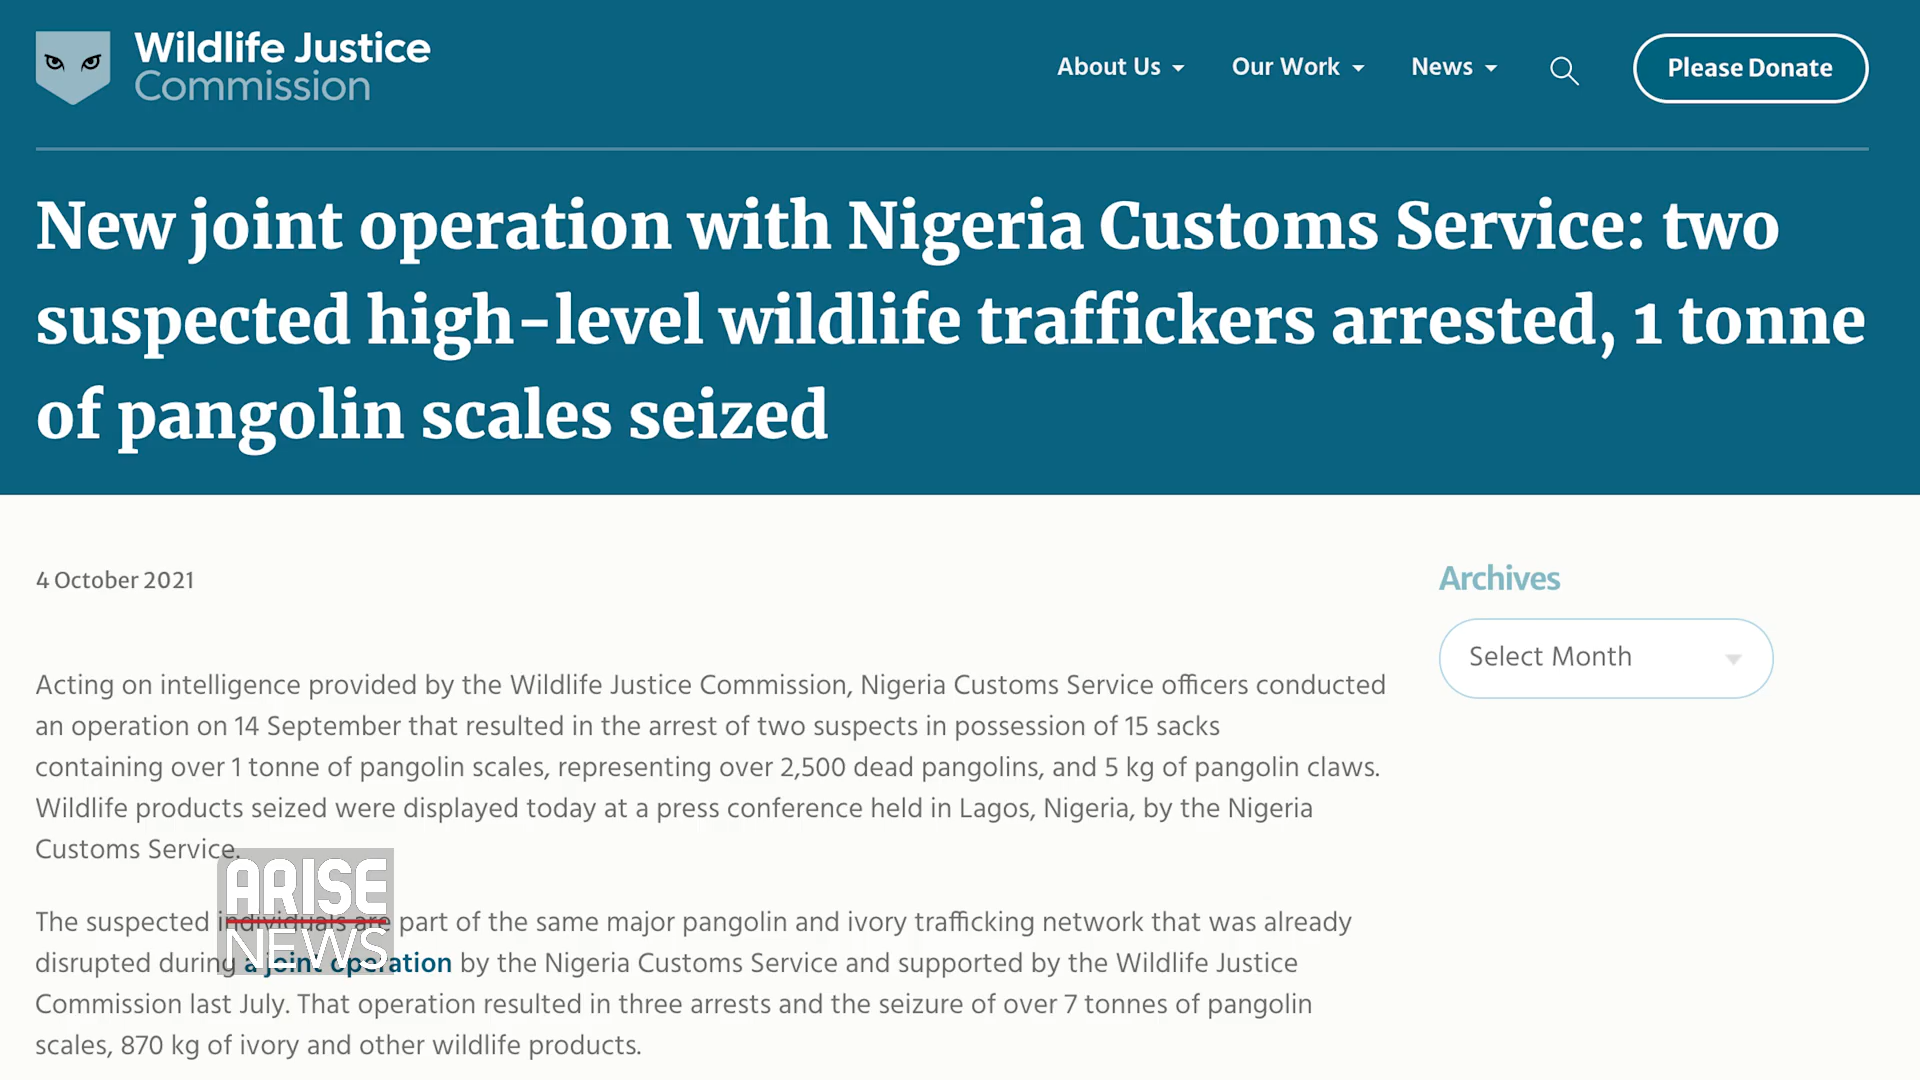 Wildlife Justice
Commission
About Us
Our Work
News
Please Donate
New joint operation with Nigeria Customs Service: two
suspected high-level wildlife traffickers arrested, 1 tonne
of pangolin scales seized
4 October 2021
Archives
Select Month
Acting on intelligence provided by the Wildlife Justice Commission, Nigeria Customs Service officers conducted
an operation on 14 September that resulted in the arrest of two suspects in possession of 15 sacks
containing over 1 tonne of pangolin scales, representing over 2,500 dead pangolins, and 5 kg of pangolin claws.
Wildlife products seized were displayed today at a press conference held in Lagos, Nigeria, by the Nigeria
Customs Service.
The suspected individuals are part of the same major pangolin and ivory trafficking network that was already
disrupted during a joint operation by the Nigeria Customs Service and supported by the Wildlife Justice
Commission last July. That operation resulted in three arrests and the seizure of over 7 tonnes of pangolin
scales, 870 kg of ivory and other wildlife products.
ARISE
NEWS